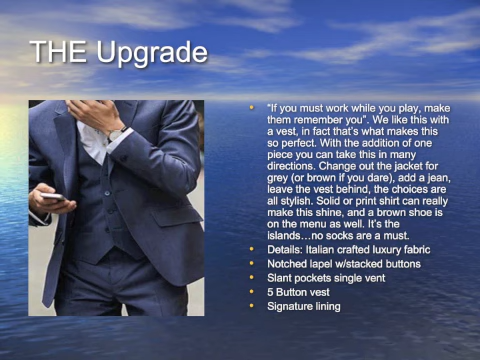 THE Upgrade
"If you must work while you play, make
them remember you". We like this with
a vest, in fact that's what makes this
so perfect. With the addition of one
piece you can take this in many
directions. Change out the jacket for
grey (or brown if you dare), add a jean,
leave the vest behind, the choices are
all stylish. Solid or print shirt can really
make this shine, and a brown shoe is
on the menu as well. It's the
islands…no socks are a must.
Details: Italian crafted luxury fabric
Notched lapel w/stacked buttons
Slant pockets single vent
5 Button vest
Signature lining